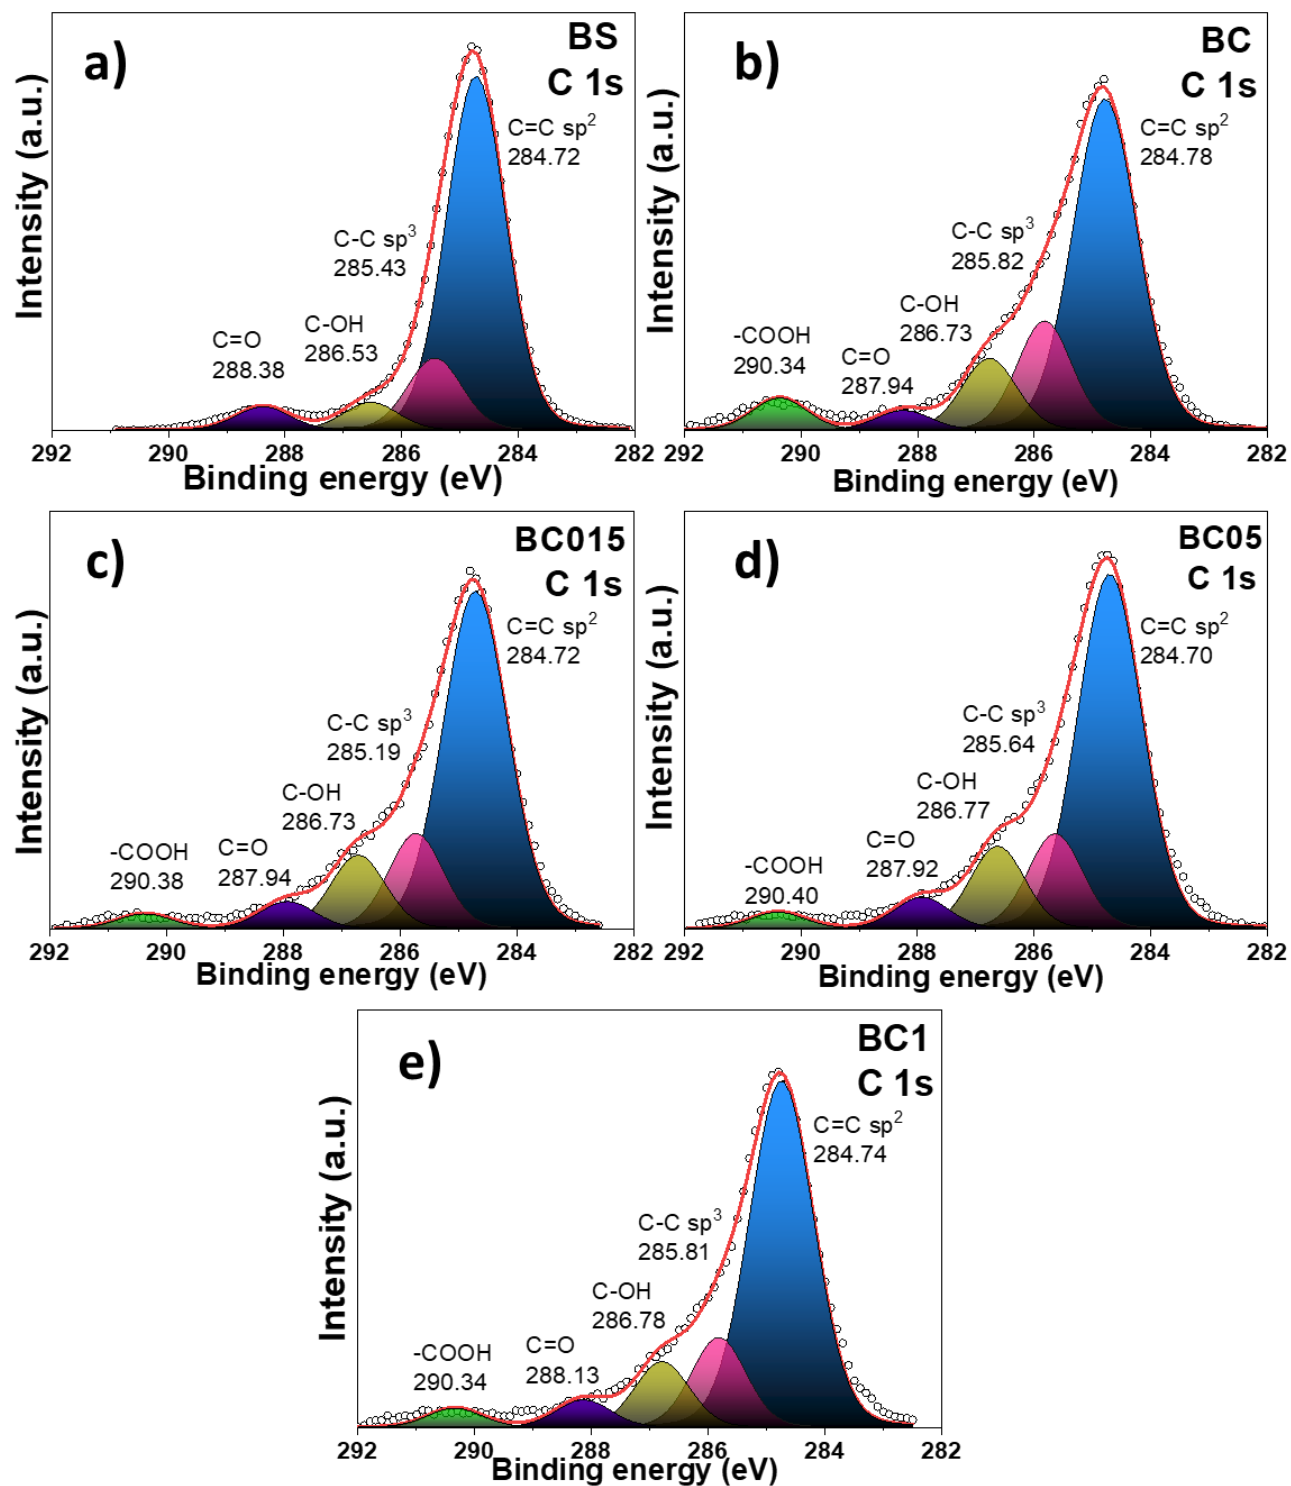 a)
BS
C 1s
C=C sp²
284.72
C-C sp³
285.43
C-OH
286.53
C=O
288.38
Intensity (a.u.)
292 290 288 286 284 282
Binding energy (eV)
b)
BC
C 1s
C=C sp²
284.78
C-C sp³
285.82
C-OH
286.73
-COOH
290.34
C=O
287.94
Intensity (a.u.)
292 290 288 286 284 282
Binding energy (eV)
c)
BC015
C 1s
C=C sp²
284.72
C-C sp³
285.19
C-OH
286.73
-COOH
290.38
C=O
287.94
Intensity (a.u.)
292 290 288 286 284 282
Binding energy (eV)
d)
BC05
C 1s
C=C sp²
284.70
C-C sp³
285.64
C-OH
286.77
C=O
287.92
-COOH
290.40
Intensity (a.u.)
292 290 288 286 284 282
Binding energy (eV)
e)
BC1
C 1s
C=C sp²
284.74
C-C sp³
285.81
C-OH
286.78
C=O
288.13
-COOH
290.34
Intensity (a.u.)
292 290 288 286 284 282
Binding energy (eV)